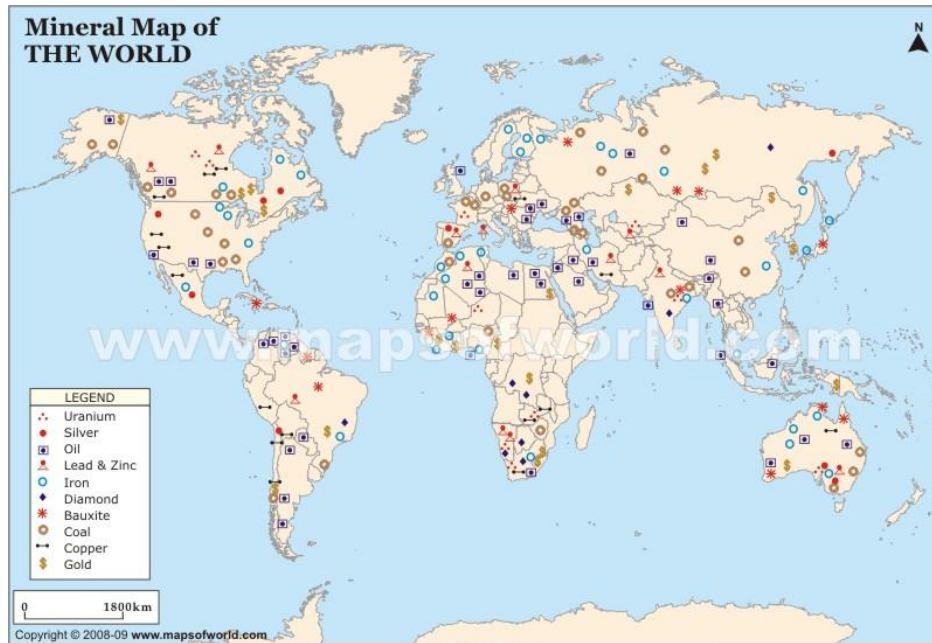 Mineral Map of
THE WORLD
N
www.mapsofworld.com
LEGEND
Uranium
Silver
Oil
Lead & Zinc
Iron
Diamond
Bauxite
Coal
Copper
Gold
0 1800km
Copyright © 2008-09 www.mapsofworld.com